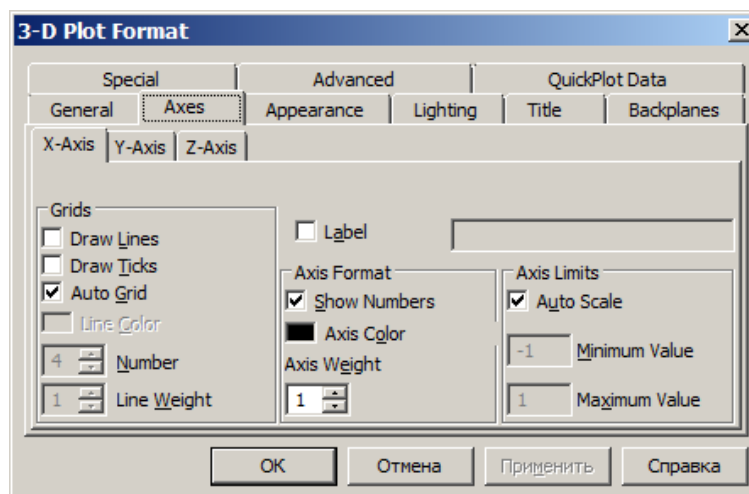 3-D Plot Format
Special Advanced QuickPlot Data
General Axes Appearance Lighting Title Backplanes
X-Axis Y-Axis Z-Axis
Grids
Draw Lines
Draw Ticks
Auto Grid
Line Color
4 Number
1 Line Weight
Label
Axis Format
Show Numbers
Axis Color
Axis Weight
1
Axis Limits
Auto Scale
-1 Minimum Value
1 Maximum Value
OK Отмена Применить Справка